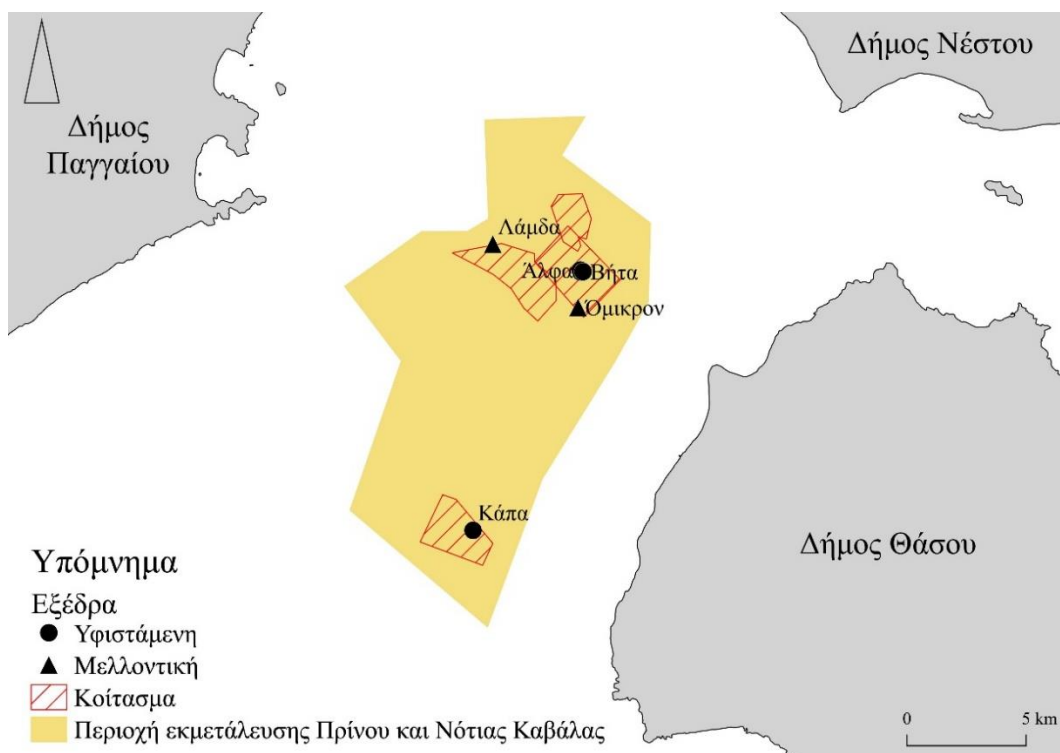 Δήμος Νέστου
Δήμος
Παγγαίου
Λάμδα
Άλφα
Βήτα
Όμικρον
Κάπα
Δήμος Θάσου
Υπόμνημα
Εξέδρα
Υφιστάμενη
Μελλοντική
Κοίτασμα
Περιοχή εκμετάλευσης Πρίνου και Νότιας Καβάλας
0 5 km